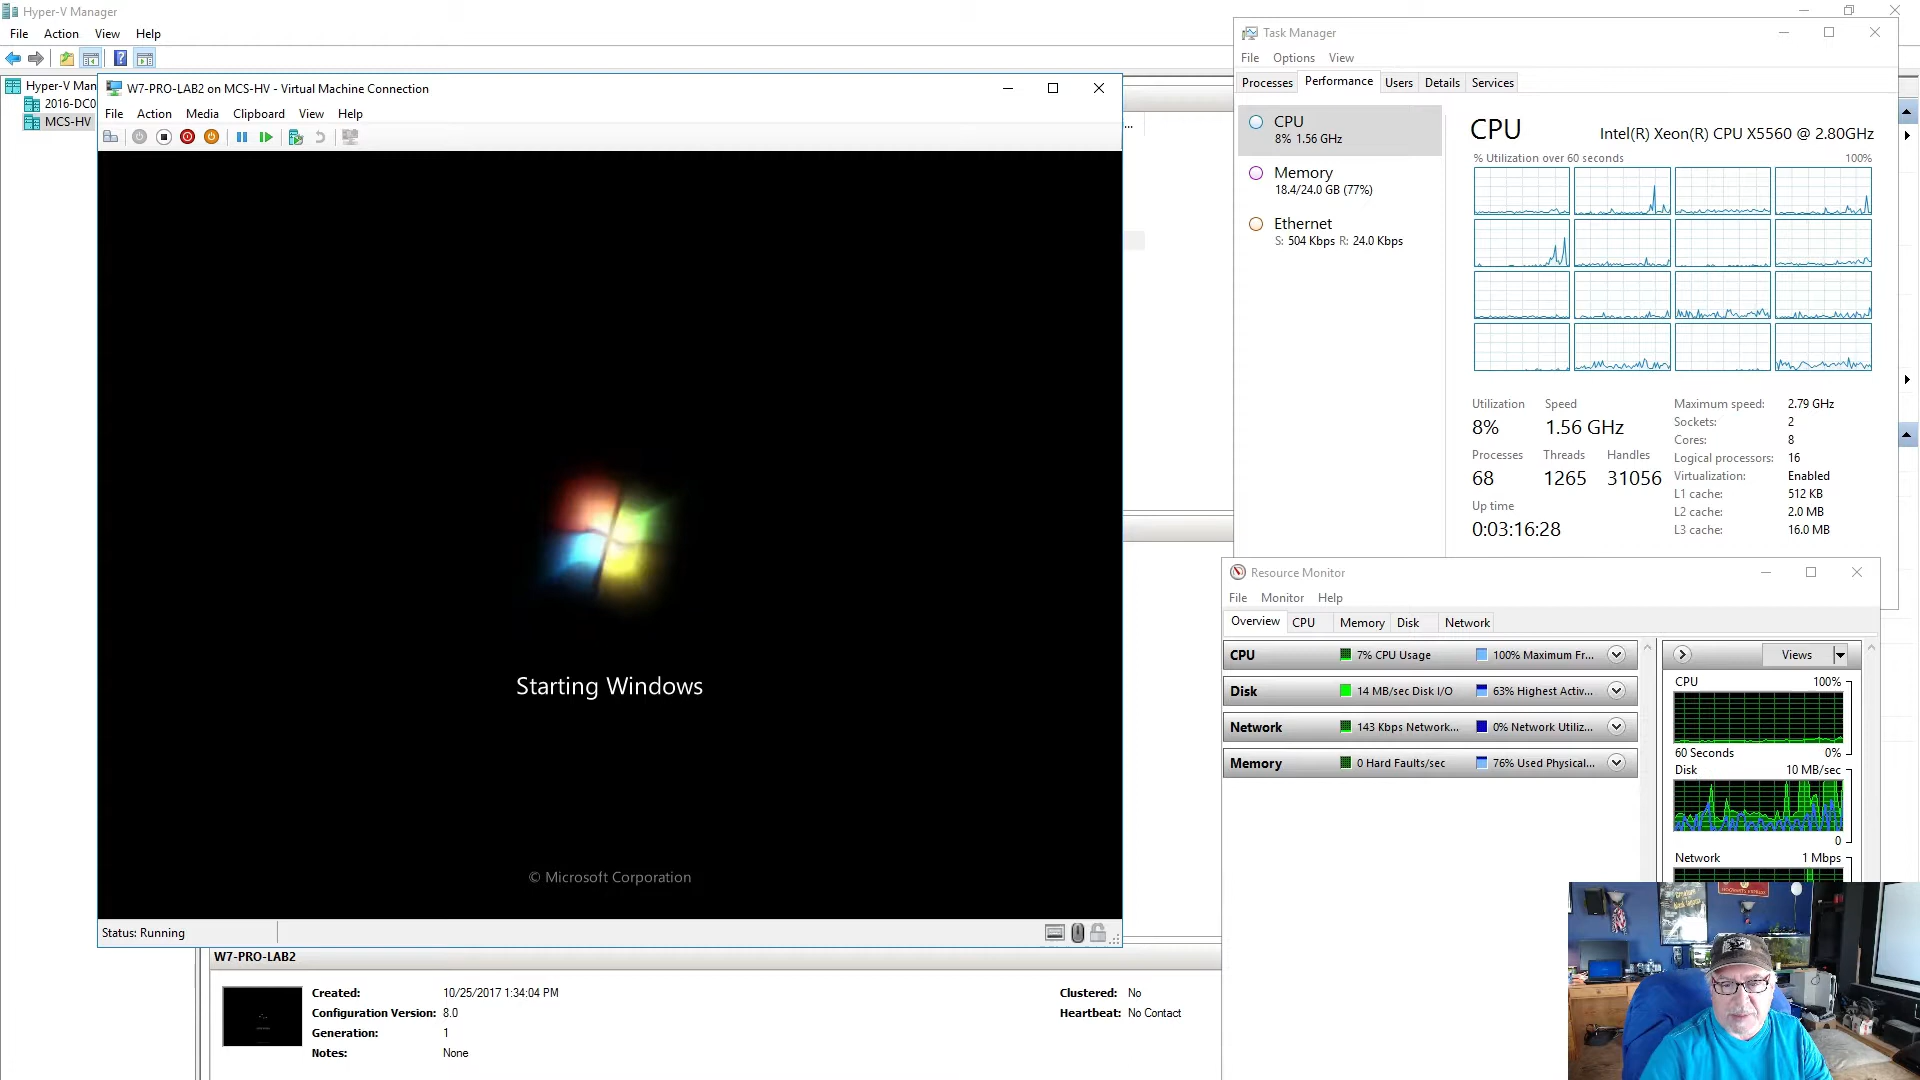 Hyper-V Manager
File Action View Help
Hyper-V Man
2016-DC0
MCS-HV
W7-PRO-LAB2 on MCS-HV - Virtual Machine Connection
File Action Media Clipboard View Help
Starting Windows
© Microsoft Corporation
Status: Running
W7-PRO-LAB2
Created: 10/25/2017 1:34:04 PM
Configuration Version: 8.0
Generation: 1
Notes: None
Clustered: No
Heartbeat: No Contact
Task Manager
File Options View
Processes Performance Users Details Services
CPU
8% 1.56 GHz
Memory
18.4/24.0 GB (77%)
Ethernet
S: 504 Kbps R: 24.0 Kbps
CPU Intel(R) Xeon(R) CPU X5560 @ 2.80GHz
% Utilization over 60 seconds 100%
Utilization Speed
8% 1.56 GHz
Processes Threads Handles
68 1265 31056
Up time
0:03:16:28
Maximum speed: 2.79 GHz
Sockets: 2
Cores: 8
Logical processors: 16
Virtualization: Enabled
L1 cache: 512 KB
L2 cache: 2.0 MB
L3 cache: 16.0 MB
Resource Monitor
File Monitor Help
Overview CPU Memory Disk Network
CPU 7% CPU Usage 100% Maximum Fr...
Disk 14 MB/sec Disk I/O 63% Highest Activ...
Network 143 Kbps Network... 0% Network Utiliz...
Memory 0 Hard Faults/sec 76% Used Physical...
Views
CPU 100%
60 Seconds 0%
Disk 10 MB/sec
0
Network 1 Mbps